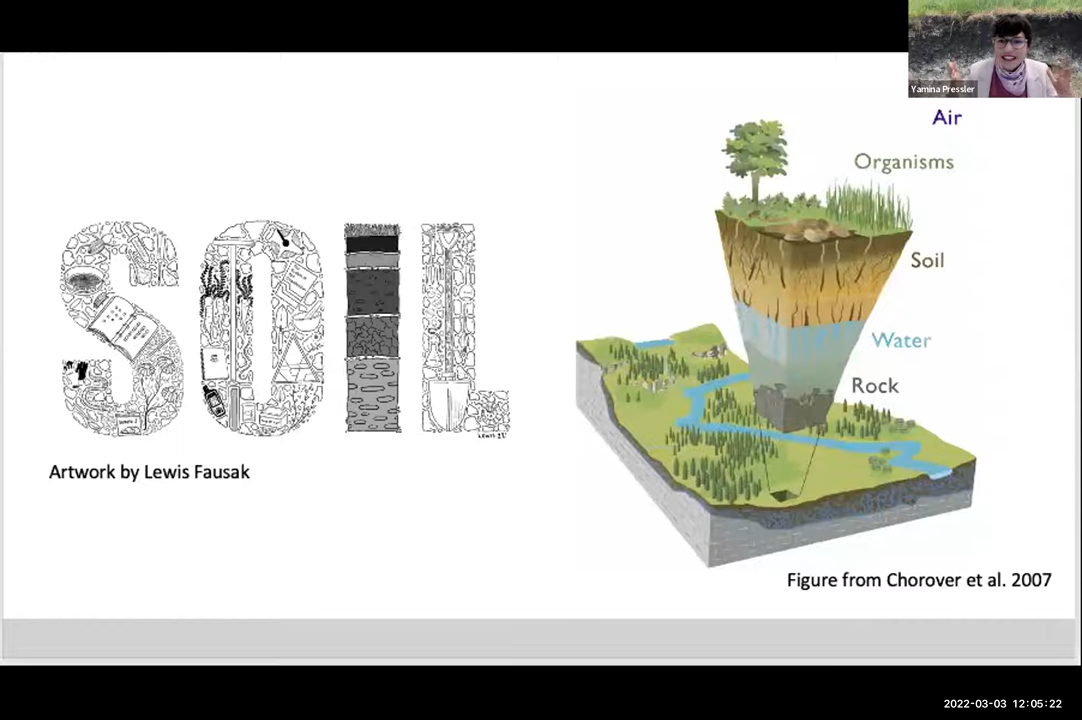 Yamina Pressler
Air
Organisms
Soil
Water
Rock
SOIL
Artwork by Lewis Fausak
Figure from Chorover et al. 2007
2022-03-03 12:05:22